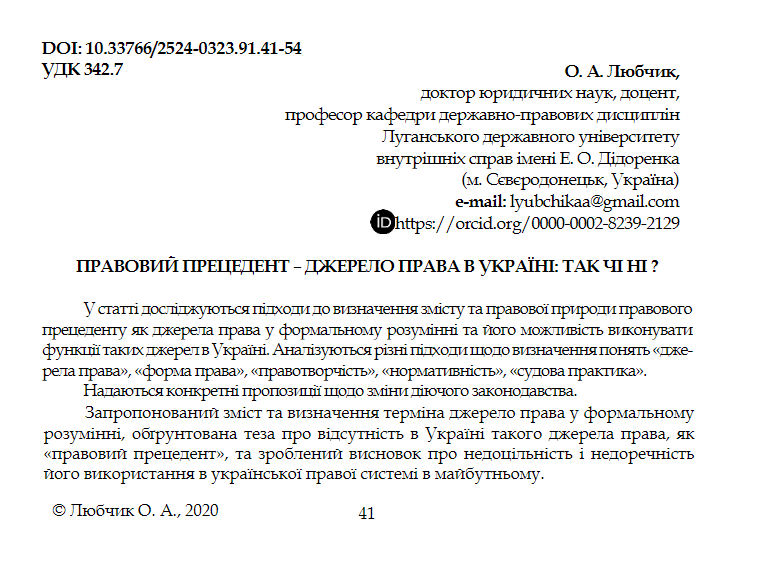 DOI: 10.33766/2524-0323.91.41-54
УДК 342.7
О. А. Любчик,
доктор юридичних наук, доцент,
професор кафедри державно-правових дисциплін
Луганського державного університету
внутрішніх справ імені Е. О. Дідоренка
(м. Сєвєродонецьк, Україна)
e-mail: lyubchikaa@gmail.com
iD https://orcid.org/0000-0002-8239-2129
ПРАВОВИЙ ПРЕЦЕДЕНТ – ДЖЕРЕЛО ПРАВА В УКРАЇНІ: ТАК ЧІ НІ ?
У статті досліджуються підходи до визначення змісту та правової природи правового
прецеденту як джерела права у формальному розумінні та його можливість виконувати
функції таких джерел в Україні. Аналізуються різні підходи щодо визначення понять «дже-
рела права», «форма права», «правотворчість», «нормативність», «судова практика».
Надаються конкретні пропозиції щодо зміни діючого законодавства.
Запропонований зміст та визначення терміна джерело права у формальному
розумінні, обґрунтована теза про відсутність в Україні такого джерела права, як
«правовий прецедент», та зроблений висновок про недоцільність і недоречність
його використання в української правої системі в майбутньому.
© Любчик О. А., 2020
41